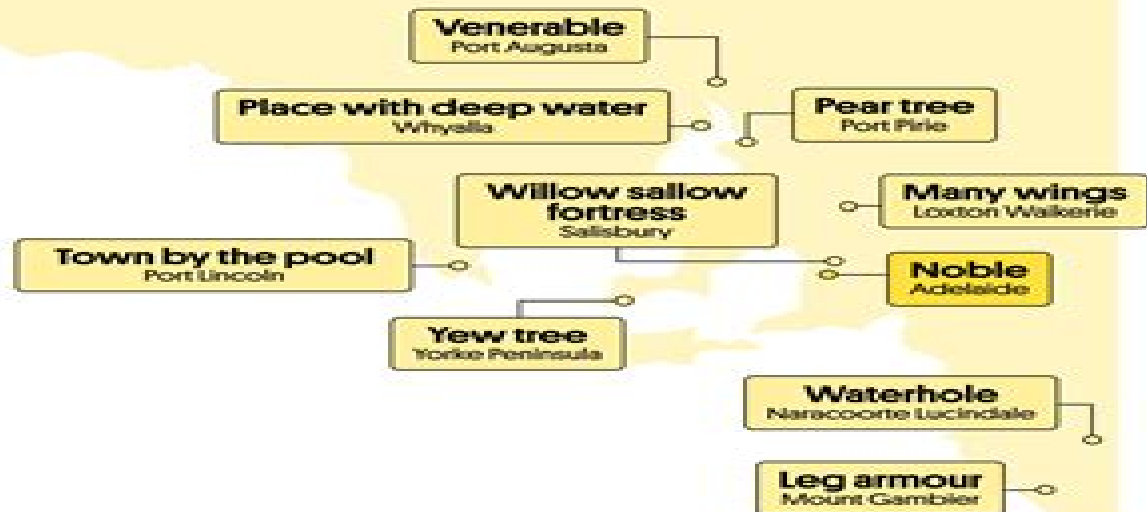 Venerable
Port Augusta
Place with deep water
Whyalla
Pear tree
Port Pirie
Willow sallow
fortress
Salisbury
Many wings
Loxton Waikerie
Town by the pool
Port Lincoln
Noble
Adelaide
Yew tree
Yorke Peninsula
Waterhole
Naracoorte Lucindale
Leg armour
Mount Gambier